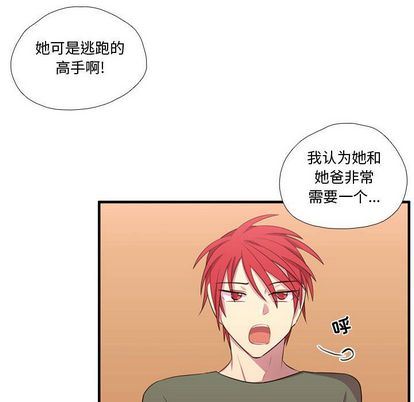 她可是逃跑的
高手啊!
我认为她和
她爸非常
需要一个...
呼